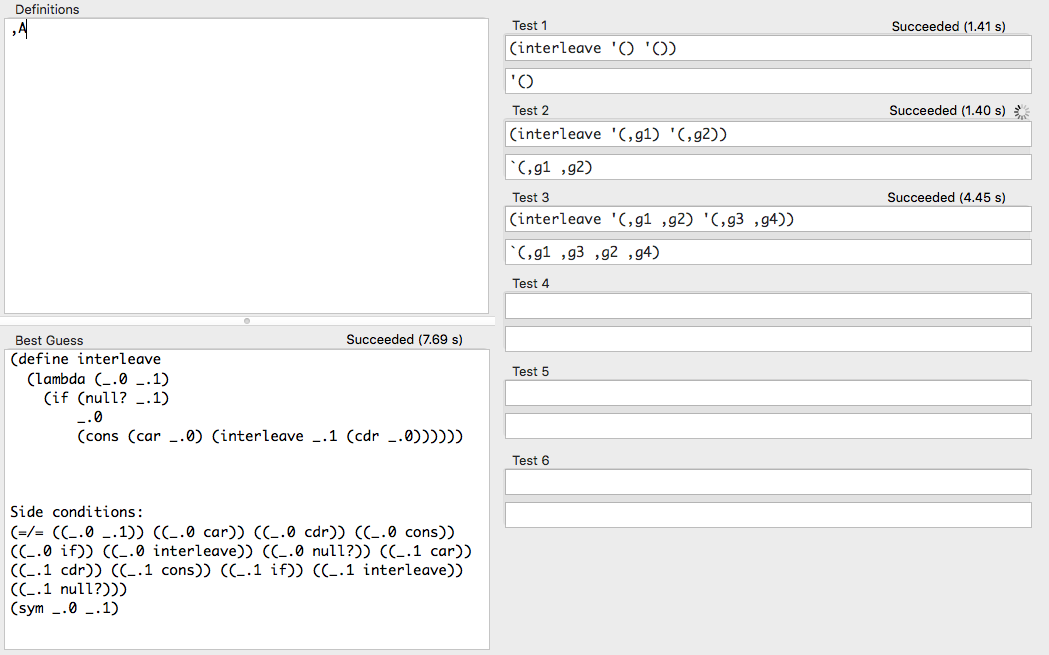 Definitions
,A
Best Guess Succeeded (7.69 s)
(define interleave
  (lambda (_.0 _.1)
    (if (null? _.1)
        _.0
        (cons (car _.0) (interleave _.1 (cdr _.0))))))
Side conditions:
(=/= ((_.0 _.1)) ((_.0 car)) ((_.0 cdr)) ((_.0 cons))
((_.0 if)) ((_.0 interleave)) ((_.0 null?)) ((_.1 car))
((_.1 cdr)) ((_.1 cons)) ((_.1 if)) ((_.1 interleave))
((_.1 null?)))
(sym _.0 _.1)
Test 1 Succeeded (1.41 s)
(interleave '() '())
'()
Test 2 Succeeded (1.40 s)
(interleave '(,g1) '(,g2))
`(,g1 ,g2)
Test 3 Succeeded (4.45 s)
(interleave '(,g1 ,g2) '(,g3 ,g4))
`(,g1 ,g3 ,g2 ,g4)
Test 4
Test 5
Test 6